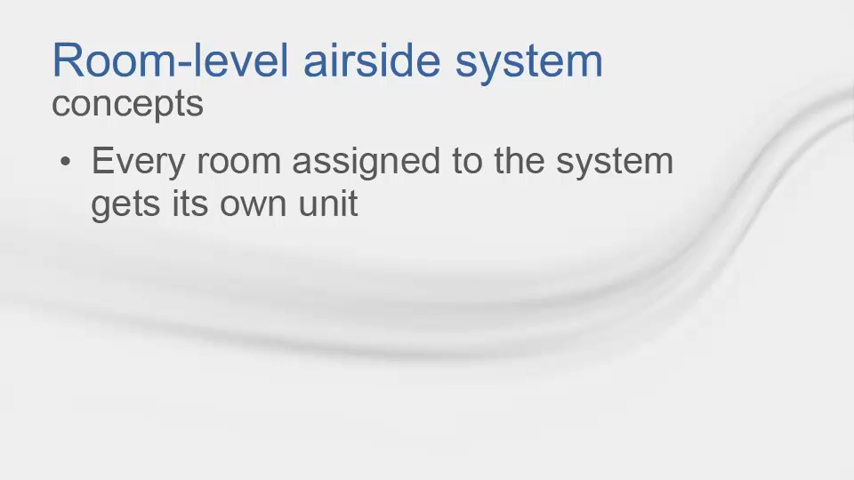 Room-level airside system
concepts
• Every room assigned to the system
gets its own unit